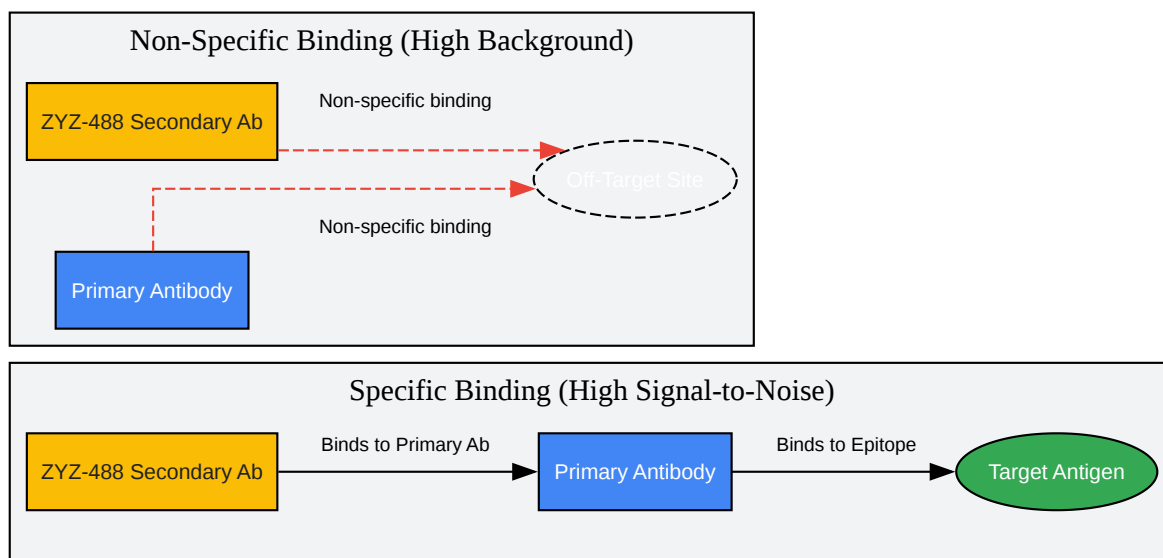 Non-Specific Binding (High Background)
ZYZ-488 Secondary Ab
Non-specific binding
Off-Target Site
Non-specific binding
Primary Antibody
Specific Binding (High Signal-to-Noise)
ZYZ-488 Secondary Ab
Binds to Primary Ab
Primary Antibody
Binds to Epitope
Target Antigen